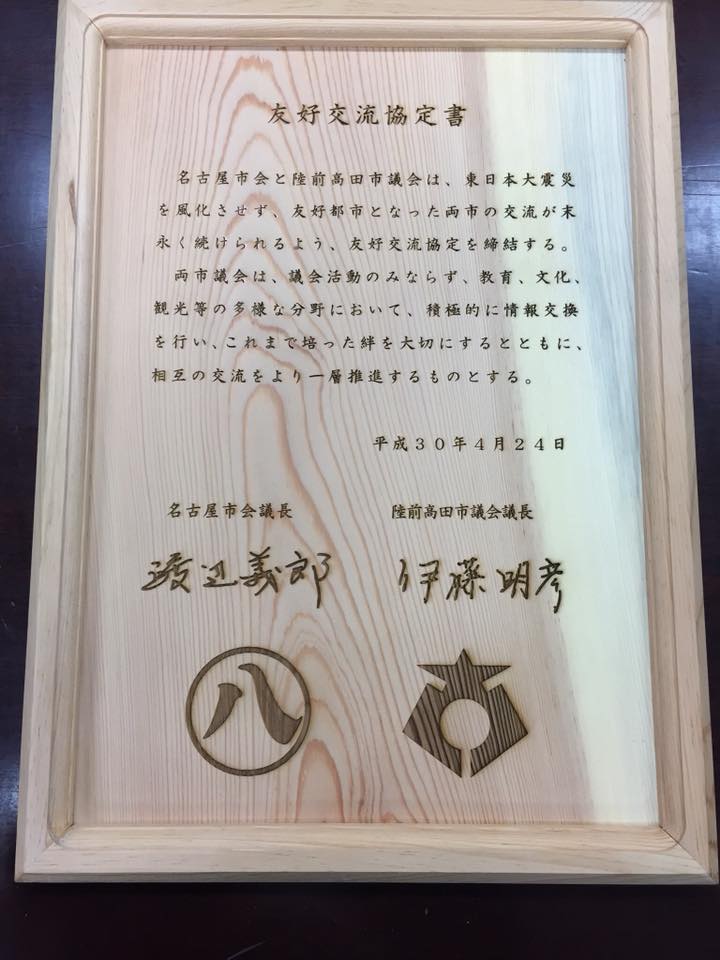 友好交流協定書
名古屋市会と陸前高田市議会は、東日本大震災
を風化させず、友好都市となった両市の交流が末
永く続けられるよう、友好交流協定を締結する。
両市議会は、議会活動のみならず、教育、文化、
観光等の多様な分野において、積極的に情報交換
を行い、これまで培った絆を大切にするとともに、
相互の交流をより一層推進するものとする。
平成30年4月24日
名古屋市会議長
陸前高田市議会議長
渡辺義郎
伊藤明彦
八